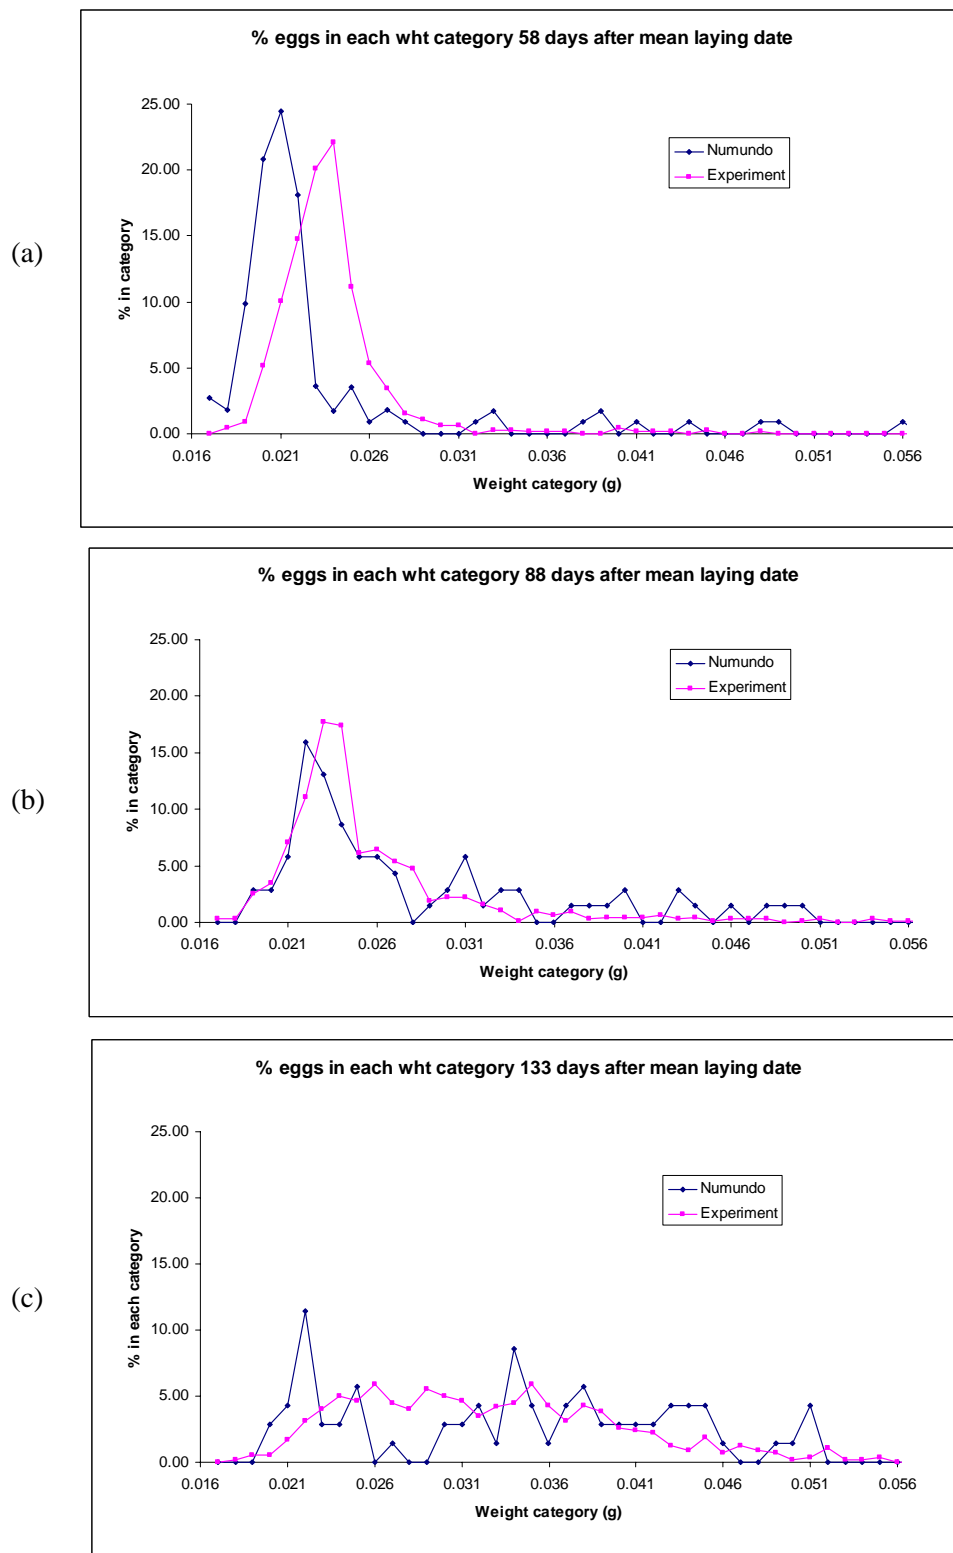 (a)
% eggs in each wht category 58 days after mean laying date
25.00
20.00
15.00
10.00
5.00
0.00
% in category
0.016 0.021 0.026 0.031 0.036 0.041 0.046 0.051 0.056
Weight category (g)
Numundo
Experiment
(b)
% eggs in each wht category 88 days after mean laying date
25.00
20.00
15.00
10.00
5.00
0.00
% in category
0.016 0.021 0.026 0.031 0.036 0.041 0.046 0.051 0.056
Weight category (g)
Numundo
Experiment
(c)
% eggs in each wht category 133 days after mean laying date
25.00
20.00
15.00
10.00
5.00
0.00
% in each category
0.016 0.021 0.026 0.031 0.036 0.041 0.046 0.051 0.056
Weight category (g)
Numundo
Experiment